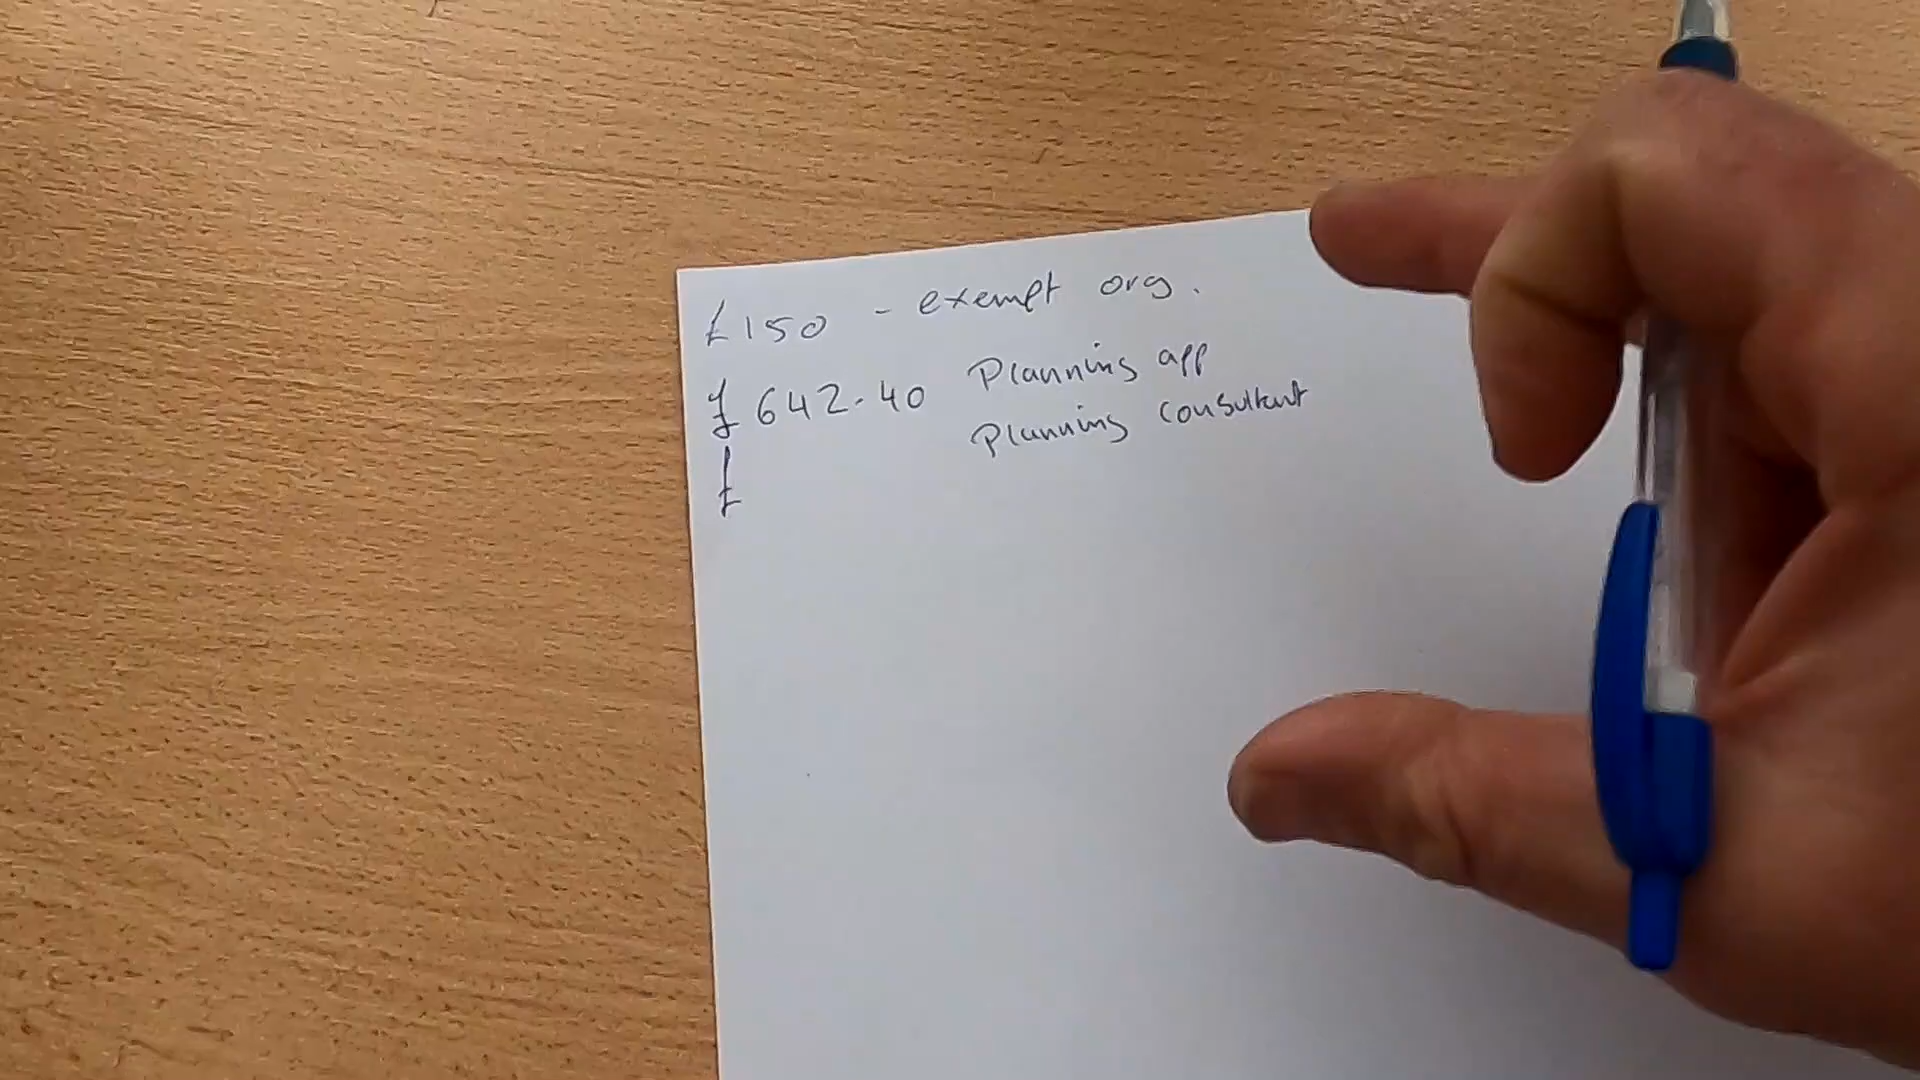 £150 - exempt org.
£642.40 Planning app
Planning consultant
£